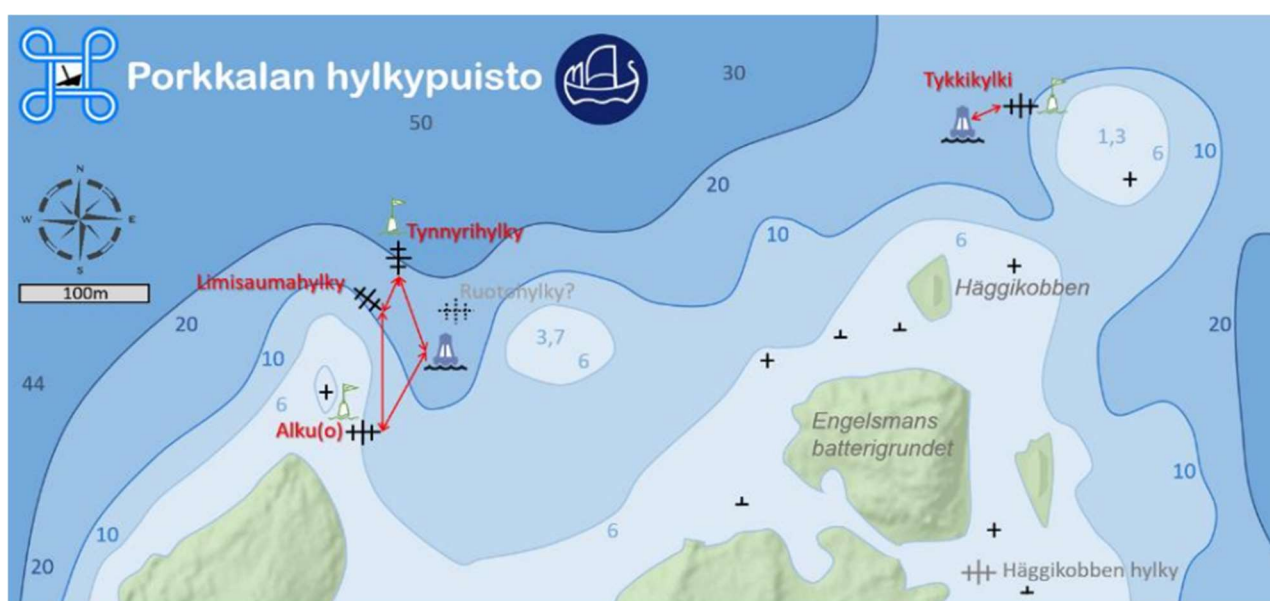 Porkkalan hylkypuisto
30
50
Tykkikylki
1,3
6
10
N
W
E
S
20
Tynnyrihylky
10
6
Limisaumahylky
Häggikobben
100m
Ruotohylky?
20
3,7
6
20
10
44
6
Alku(o)
Engelsmans
batterigrundet
10
10
6
20
Häggikobben hylky